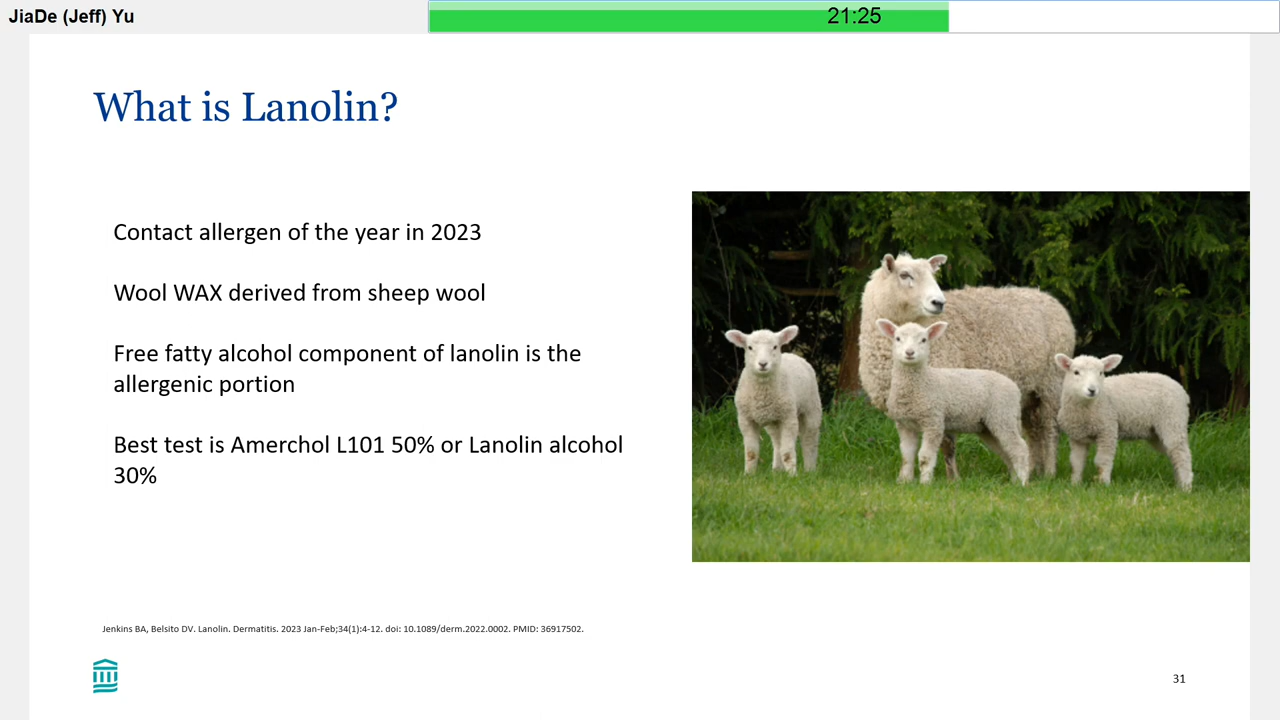 JiaDe (Jeff) Yu
21:25
What is Lanolin?
Contact allergen of the year in 2023
Wool WAX derived from sheep wool
Free fatty alcohol component of lanolin is the
allergenic portion
Best test is Amerchol L101 50% or Lanolin alcohol
30%
Jenkins BA, Belsito DV. Lanolin. Dermatitis. 2023 Jan-Feb;34(1):4-12. doi: 10.1089/derm.2022.0002. PMID: 36917502.
31